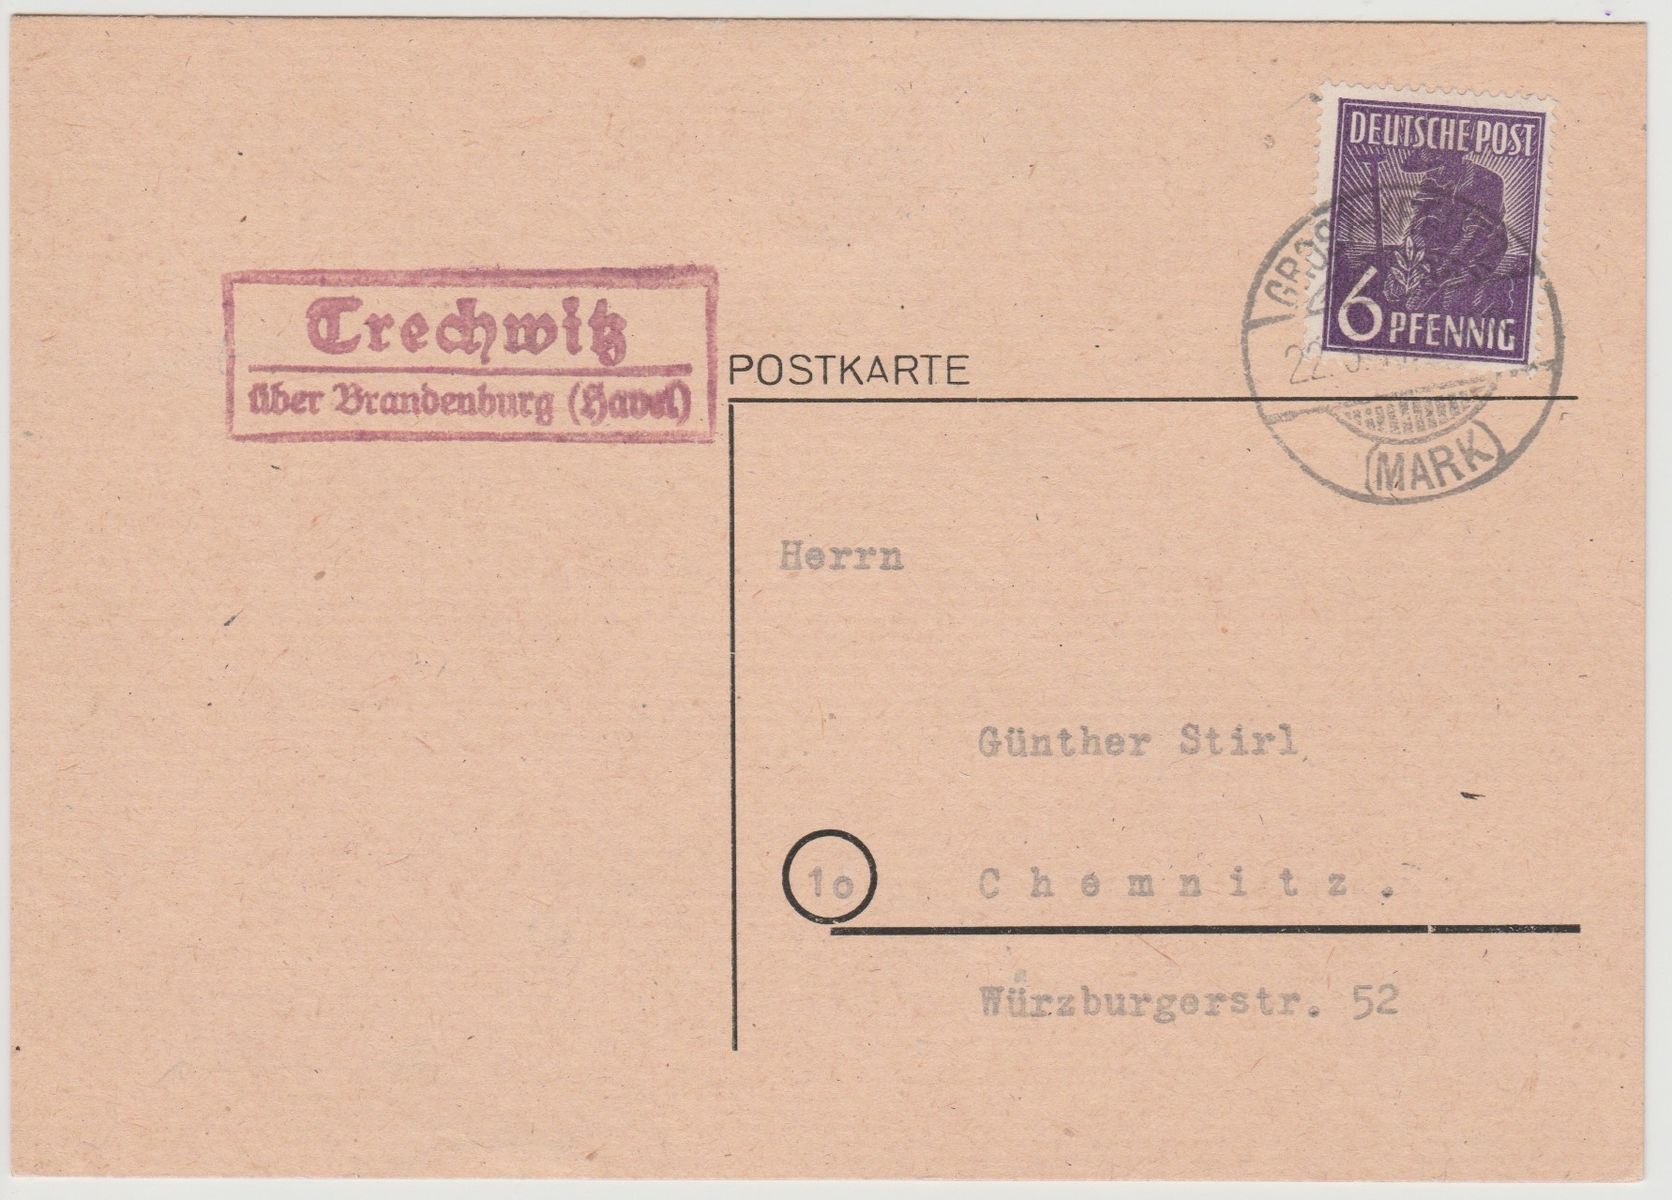 DEUTSCHE POST
6 PFENNIG
(MARK)
Trechwitz
über Brandenburg (Havel)
POSTKARTE
Herrn
Günther Stirl
1o
Chemnitz.
Würzburgerstr. 52